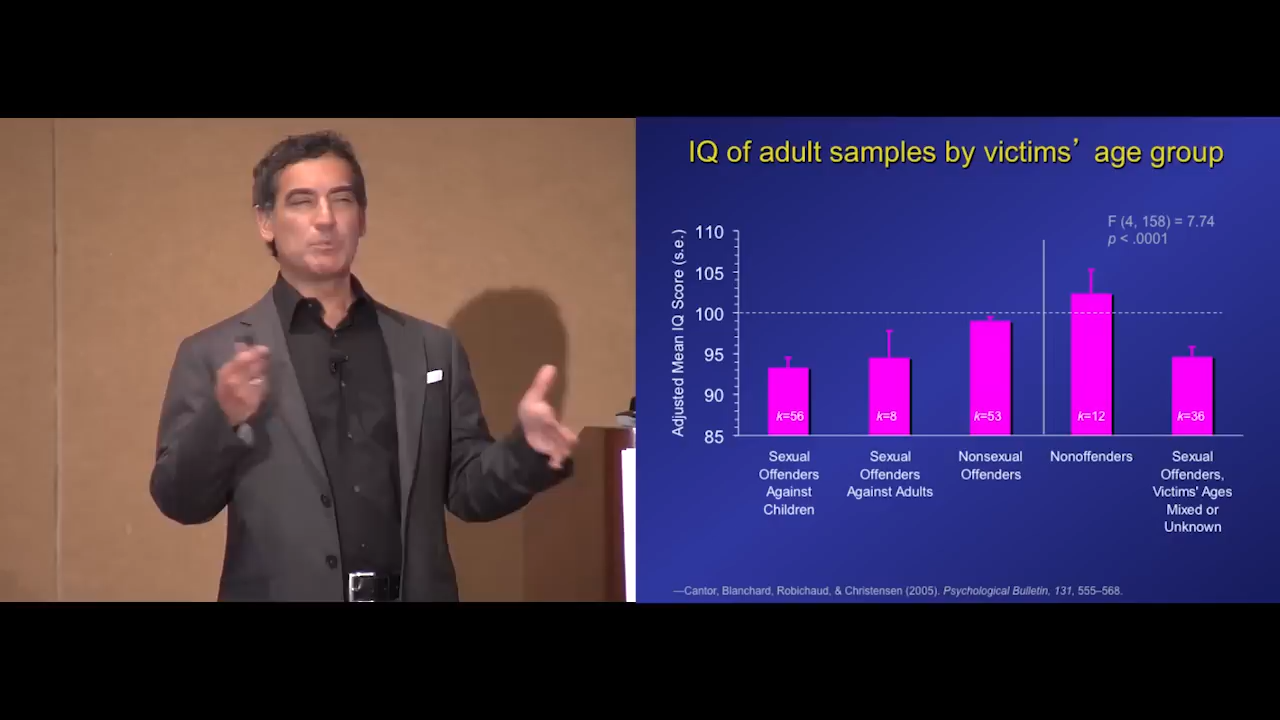 IQ of adult samples by victims’ age group
F (4, 158) = 7.74
p < .0001
Adjusted Mean IQ Score (s.e.)
110
105
100
95
90
85
k=56
k=8
k=53
k=12
k=36
Sexual
Offenders
Against
Children
Sexual
Offenders
Against Adults
Nonsexual
Offenders
Nonoffenders
Sexual
Offenders,
Victims' Ages
Mixed or
Unknown
—Cantor, Blanchard, Robichaud, & Christensen (2005). Psychological Bulletin, 131, 555–568.